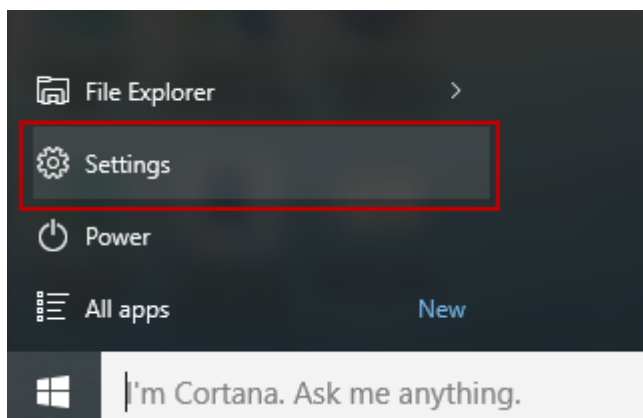 File Explorer
Settings
Power
All apps New
I'm Cortana. Ask me anything.